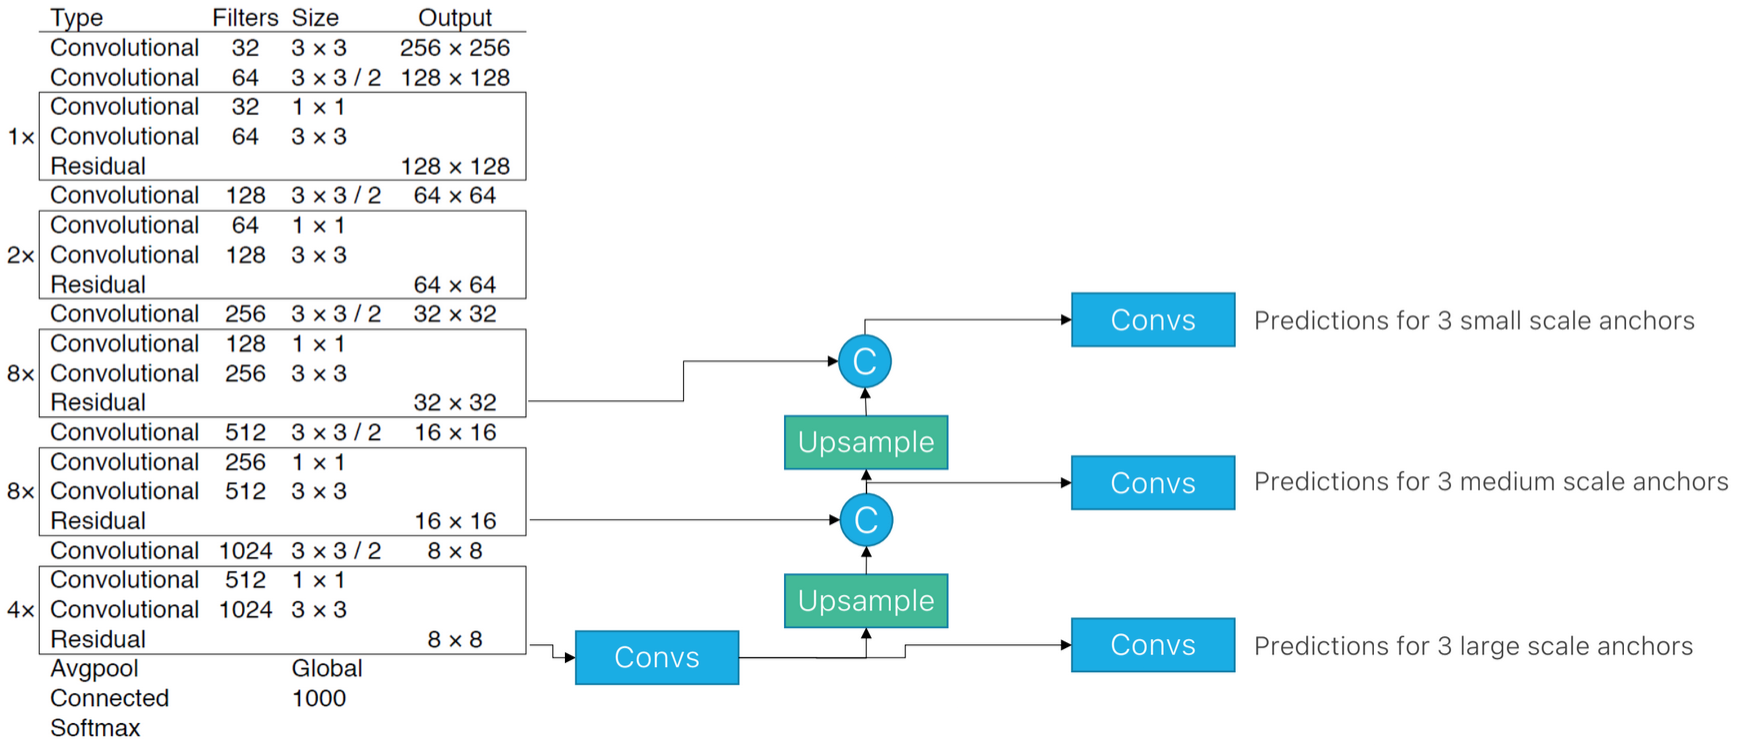 Type Filters Size Output
Convolutional 32 3 × 3 256 × 256
Convolutional 64 3 × 3 / 2 128 × 128
Convolutional 32 1 × 1
1× Convolutional 64 3 × 3
Residual 128 × 128
Convolutional 128 3 × 3 / 2 64 × 64
Convolutional 64 1 × 1
2× Convolutional 128 3 × 3
Residual 64 × 64
Convolutional 256 3 × 3 / 2 32 × 32
Convolutional 128 1 × 1
8× Convolutional 256 3 × 3
Residual 32 × 32
Convolutional 512 3 × 3 / 2 16 × 16
Convolutional 256 1 × 1
8× Convolutional 512 3 × 3
Residual 16 × 16
Convolutional 1024 3 × 3 / 2 8 × 8
Convolutional 512 1 × 1
4× Convolutional 1024 3 × 3
Residual 8 × 8
Avgpool Global
Connected 1000
Softmax
Convs Predictions for 3 small scale anchors
C
Upsample
Convs Predictions for 3 medium scale anchors
C
Upsample
Convs
Convs Predictions for 3 large scale anchors